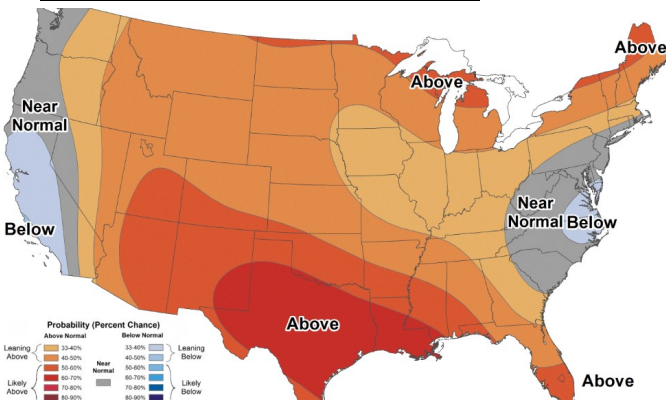 Above
Above
Near
Normal
Near
Normal
Below
Below
Above
Above
Probability (Percent Chance)
Above Normal
Below Normal
Leaning
Above
33-40%
40-50%
50-60%
60-70%
70-80%
80-90%
Likely
Above
Near
Normal
33-40%
40-50%
50-60%
60-70%
70-80%
80-90%
Leaning
Below
Likely
Below